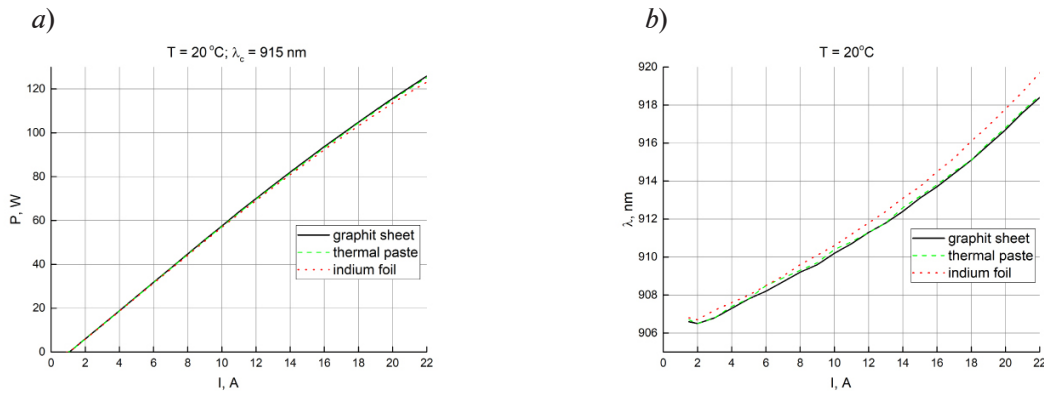 a)
T = 20 °C; λc = 915 nm
P, W
120
100
80
60
40
20
0
graphit sheet
thermal paste
indium foil
0 2 4 6 8 10 12 14 16 18 20 22
I, A
b)
T = 20°C
λ, nm
920
918
916
914
912
910
908
906
graphit sheet
thermal paste
indium foil
0 2 4 6 8 10 12 14 16 18 20 22
I, A